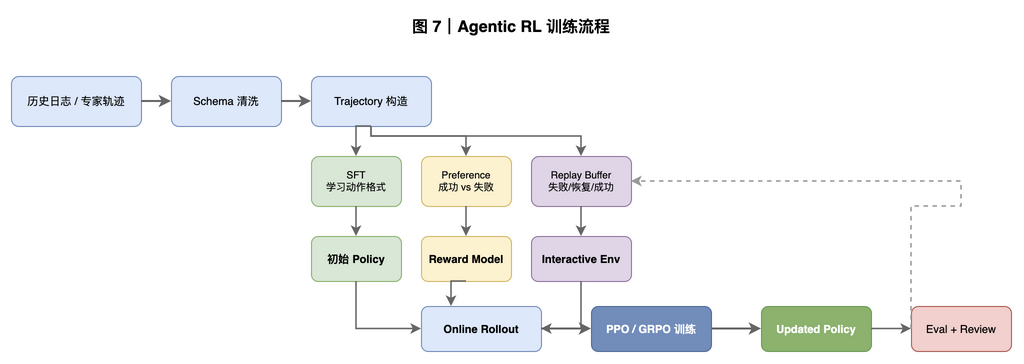 图 7｜Agentic RL 训练流程
历史日志 / 专家轨迹
Schema 清洗
Trajectory 构造
SFT
学习动作格式
Preference
成功 vs 失败
Replay Buffer
失败/恢复/成功
初始 Policy
Reward Model
Interactive Env
Online Rollout
PPO / GRPO 训练
Updated Policy
Eval + Review